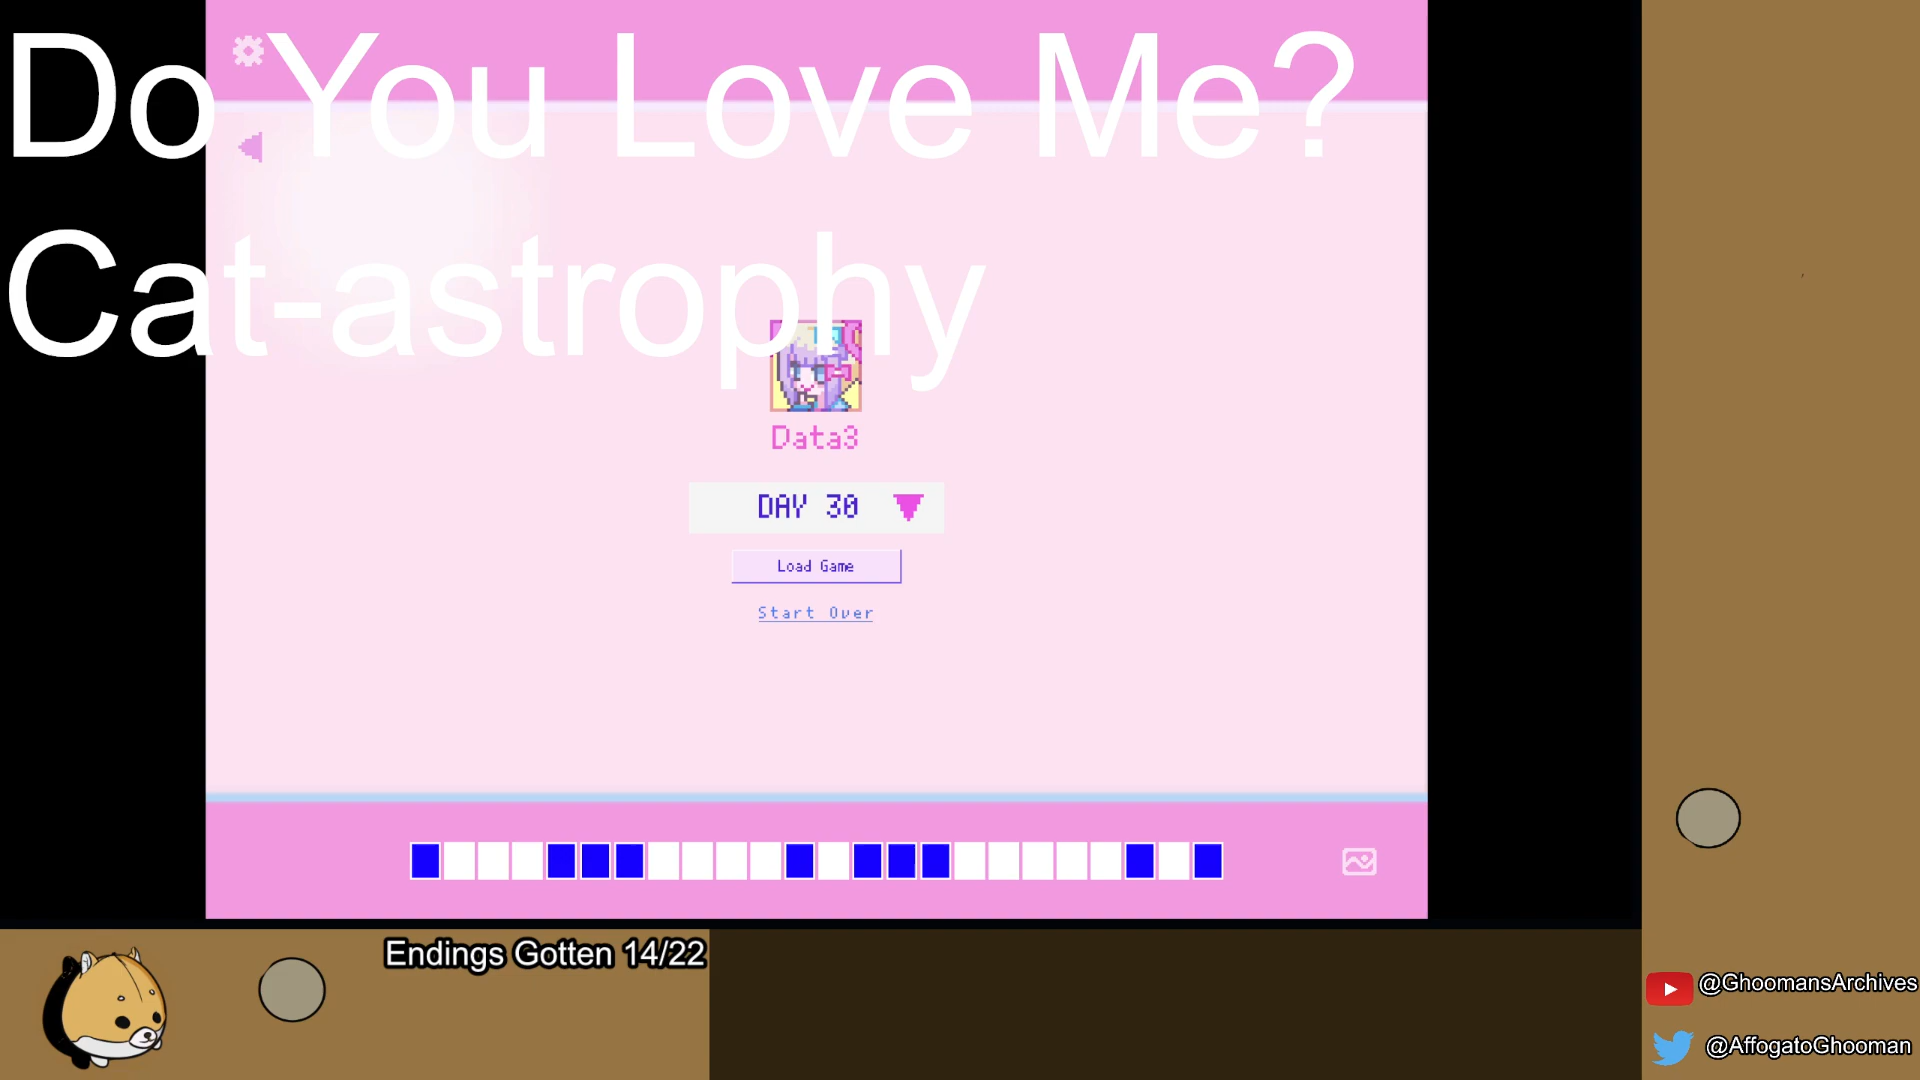 Do You Love Me?
Cat-astrophy
Data3
DAY 30
Load Game
Start Over
Endings Gotten 14/22
@GhoomansArchives
@AffogatoGhooman